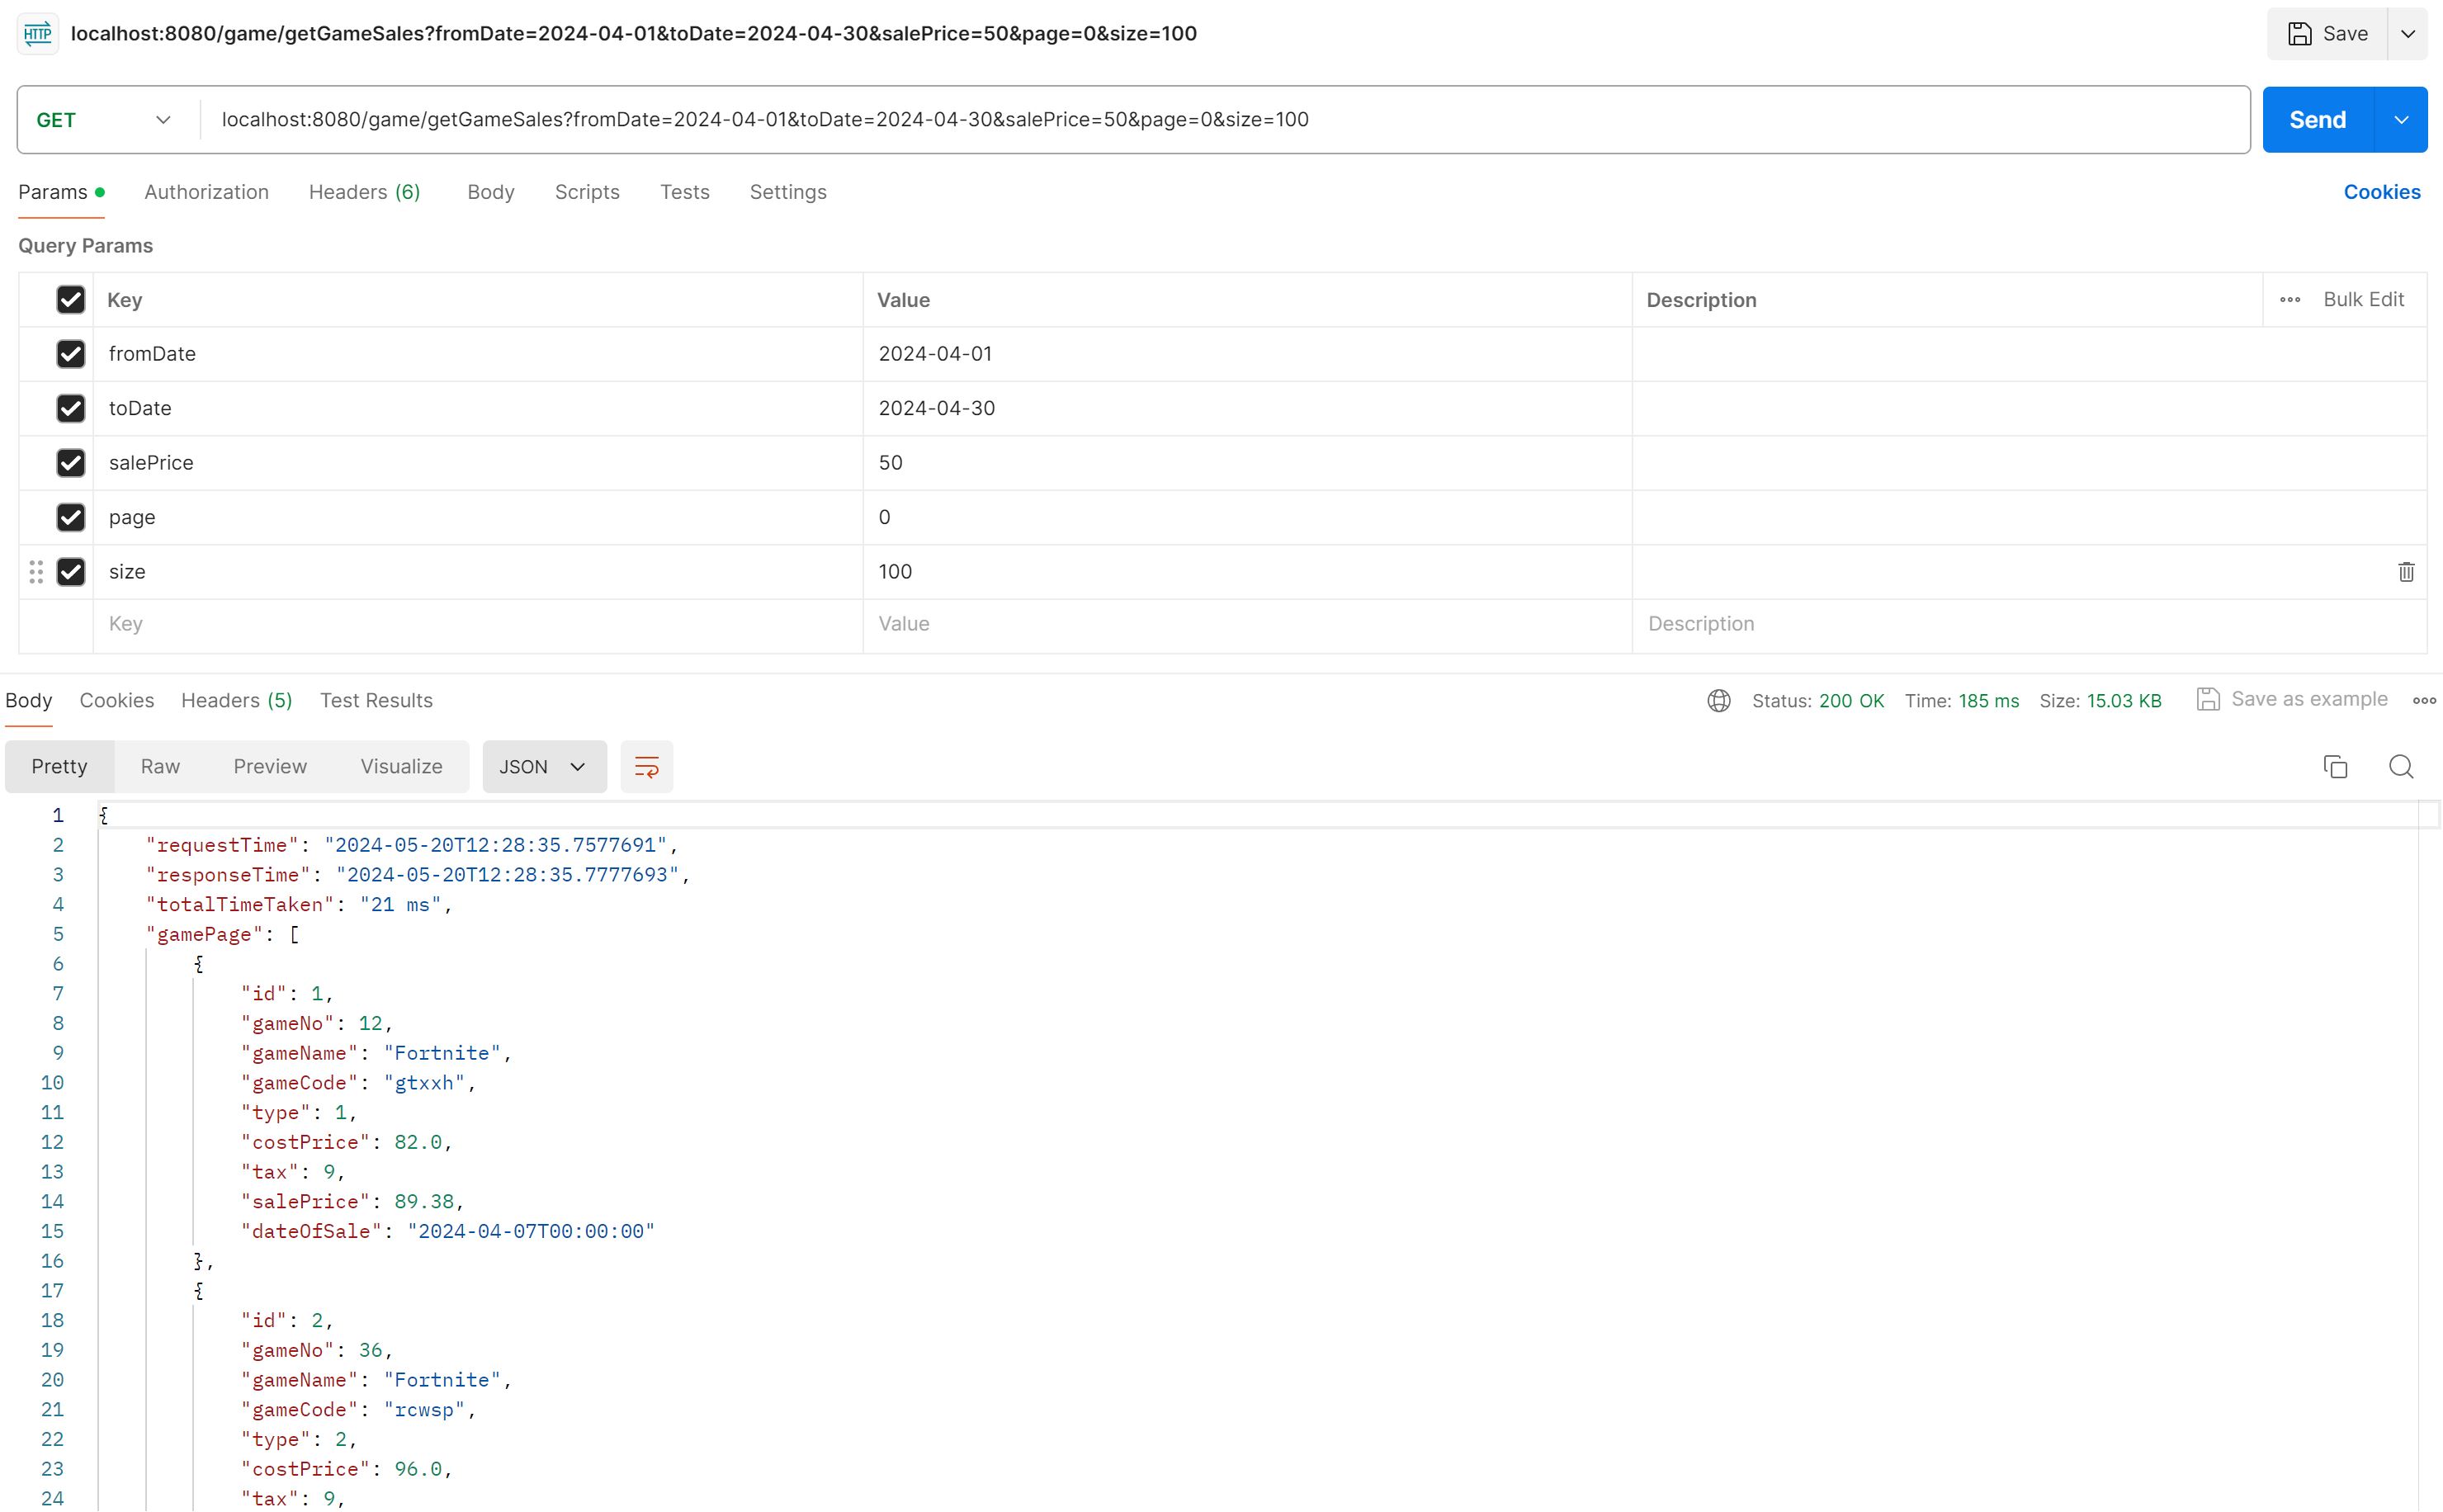 HTTP localhost:8080/game/getGameSales?fromDate=2024-04-01&toDate=2024-04-30&salePrice=50&page=0&size=100 Save
GET localhost:8080/game/getGameSales?fromDate=2024-04-01&toDate=2024-04-30&salePrice=50&page=0&size=100 Send
Params Authorization Headers (6) Body Scripts Tests Settings Cookies
Query Params
Key Value Description Bulk Edit
fromDate 2024-04-01
toDate 2024-04-30
salePrice 50
page 0
size 100
Key Value Description
Body Cookies Headers (5) Test Results Status: 200 OK Time: 185 ms Size: 15.03 KB Save as example
Pretty Raw Preview Visualize JSON
1 {
2 "requestTime": "2024-05-20T12:28:35.7577691",
3 "responseTime": "2024-05-20T12:28:35.7777693",
4 "totalTimeTaken": "21 ms",
5 "gamePage": [
6 {
7 "id": 1,
8 "gameNo": 12,
9 "gameName": "Fortnite",
10 "gameCode": "gtxxh",
11 "type": 1,
12 "costPrice": 82.0,
13 "tax": 9,
14 "salePrice": 89.38,
15 "dateOfSale": "2024-04-07T00:00:00"
16 },
17 {
18 "id": 2,
19 "gameNo": 36,
20 "gameName": "Fortnite",
21 "gameCode": "rcwsp",
22 "type": 2,
23 "costPrice": 96.0,
24 "tax": 9,